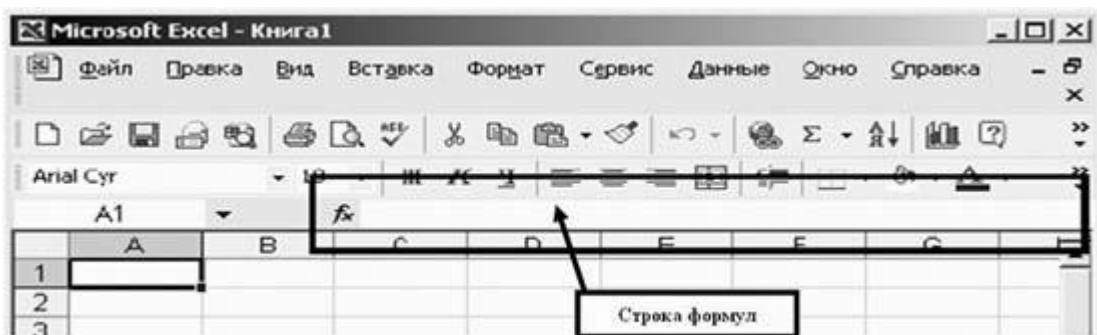 Microsoft Excel - Книга1
Файл Правка Вид Вставка Формат Сервис Данные Окно Справка
Arial Cyr 10 Ж К Ч
A1 fx
A B C D E F G
1
2
3
Строка формул